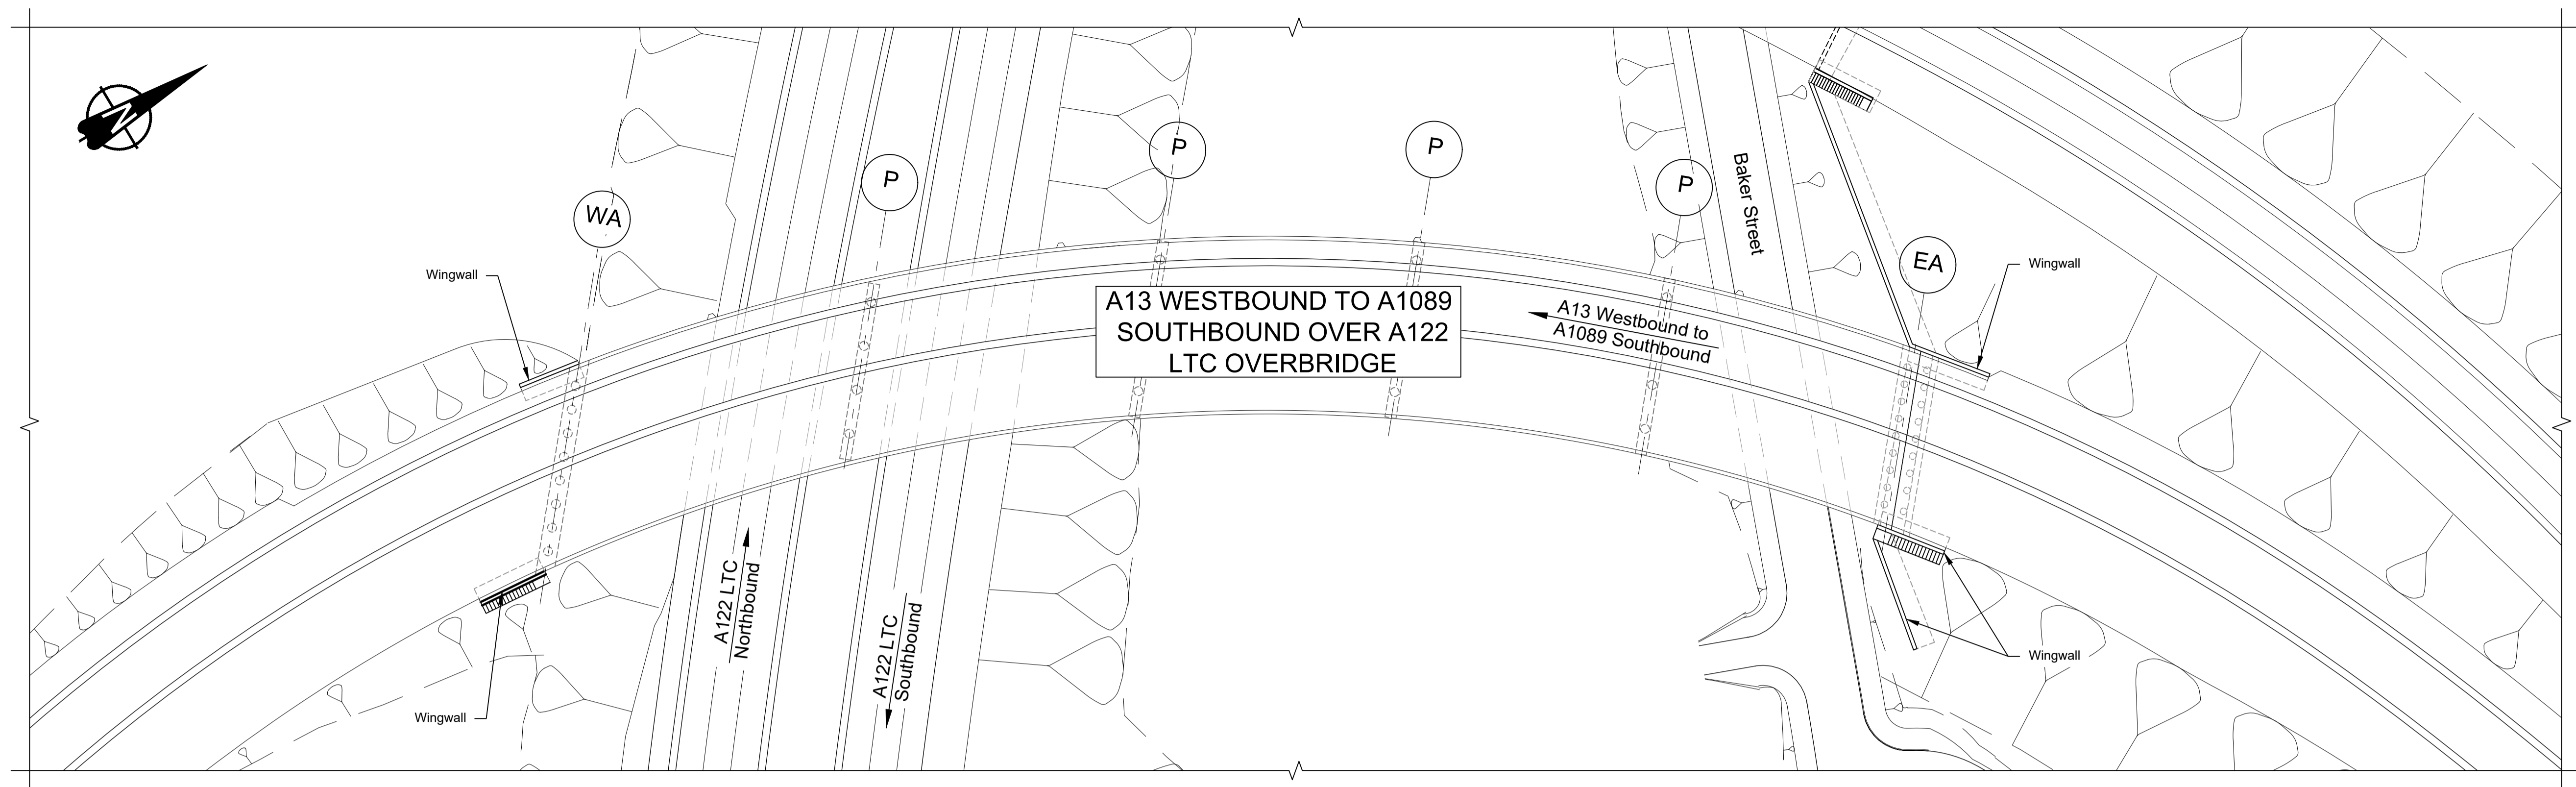 N
P
P
P
P
WA
EA
Baker Street
Wingwall
Wingwall
A13 WESTBOUND TO A1089
SOUTHBOUND OVER A122
LTC OVERBRIDGE
A13 Westbound to
A1089 Southbound
A122 LTC
Northbound
A122 LTC
Southbound
Wingwall
Wingwall